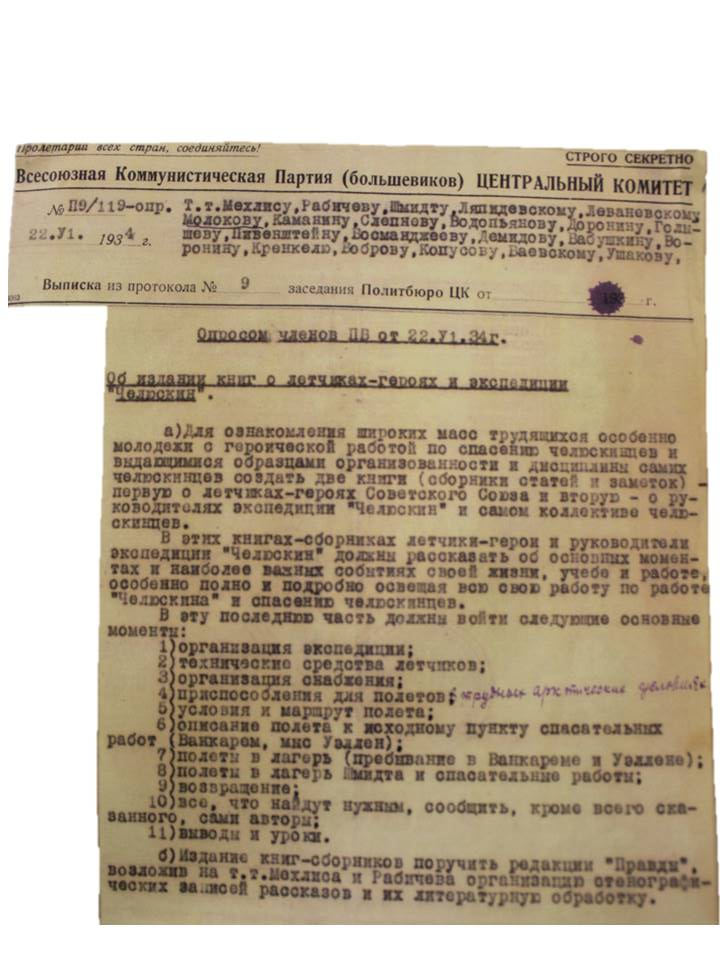 Пролетарии всех стран, соединяйтесь!
СТРОГО СЕКРЕТНО
Всесоюзная Коммунистическая Партия (большевиков) ЦЕНТРАЛЬНЫЙ КОМИТЕТ
№ П9/119-опр.
22.У1. 1934 г.
Т.т.Мехлису,Рабичеву,Шмидту,Ляпидевскому,Леваневскому
Молокову,Каманину,Слепневу,Водопьянову,Доронину,Голы-
шеву,Пивенштейну,Восманджееву,Демидову,Бабушкину,Во-
ронину,Кренкелю,Боброву,Копусову,Баевскому,Ушакову,
Выписка из протокола № 9 заседания Политбюро ЦК от 193 г.
Опросом членов ПБ от 22.У1.34г.
Об издании книг о летчиках-героях и экспедиции
"Челюскин".
а)Для ознакомления широких масс трудящихся особенно
молодежи с героической работой по спасению челюскинцев и
выдающимися образцами организованности и дисциплины самих
челюскинцев создать две книги (сборники статей и заметок) -
первую о летчиках-героях Советского Союза и вторую - о ру-
ководителях экспедиции "Челюскин" и самом коллективе челю-
скинцев.
В этих книгах-сборниках летчики-герои и руководители
экспедиции "Челюскин" должны рассказать об основных момен-
тах и наиболее важных событиях своей жизни, учебе и работе,
особенно полно и подробно освещая всю свою работу по работе
"Челюскина" и спасению челюскинцев.
В эту последнюю часть должны войти следующие основные
моменты:
1)организация экспедиции;
2)технические средства летчиков;
3)организация снабжения;
4)приспособления для полетов в трудных арктических условиях
5)условия и маршрут полета;
6)описание полета к исходному пункту спасательных
работ (Ванкарем, мыс Уэллен);
7)полеты в лагерь (пребывание в Ванкареме и Уэллене);
8)полеты в лагерь Шмидта и спасательные работы;
9)возвращение;
10)все, что найдут нужным, сообщить, кроме всего ска-
занного, сами авторы;
11)выводы и уроки.
б)Издание книг-сборников поручить редакции "Правды",
возложив на т.т.Мехлиса и Рабичева организацию стенографи-
ческих записей рассказов и их литературную обработку.